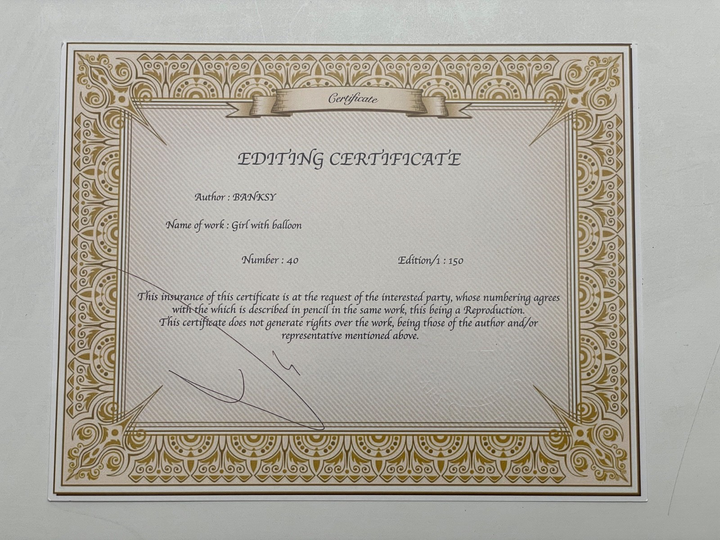 Certificate
EDITING CERTIFICATE
Author : BANKSY
Name of work : Girl with balloon
Number : 40 Edition/1 : 150
This insurance of this certificate is at the request of the interested party, whose numbering agrees
with the which is described in pencil in the same work, this being a Reproduction.
This certificate does not generate rights over the work, being those of the author and/or
representative mentioned above.